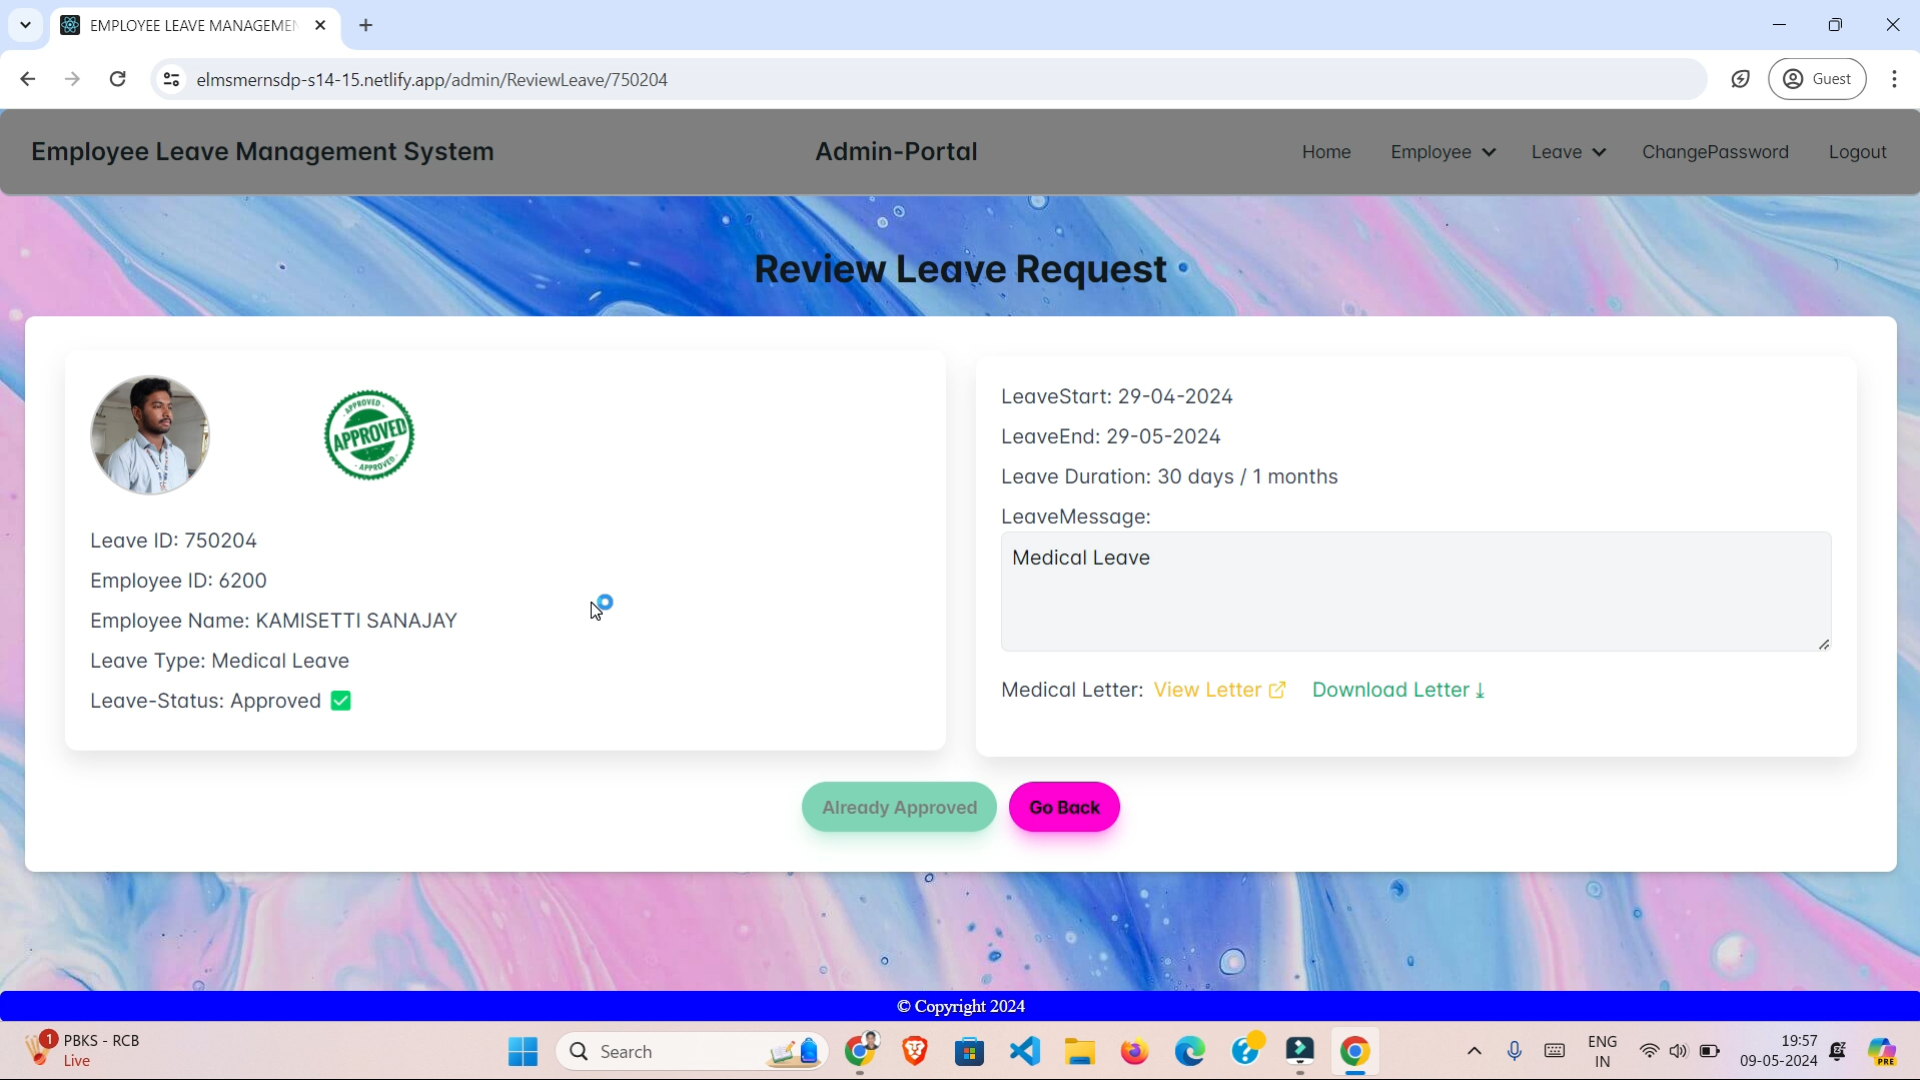 EMPLOYEE LEAVE MANAGEMEN
elmsmernsdp-s14-15.netlify.app/admin/ReviewLeave/750204
Guest
Employee Leave Management System
Admin-Portal
Home
Employee
Leave
ChangePassword
Logout
Review Leave Request
APPROVED
APPROVED
APPROVED
Leave ID: 750204
Employee ID: 6200
Employee Name: KAMISETTI SANAJAY
Leave Type: Medical Leave
Leave-Status: Approved ✅
LeaveStart: 29-04-2024
LeaveEnd: 29-05-2024
Leave Duration: 30 days / 1 months
LeaveMessage:
Medical Leave
Medical Letter: View Letter Download Letter ↓
Already Approved
Go Back
© Copyright 2024
1
PBKS - RCB
Live
Search
ENG
IN
19:57
09-05-2024
PRE